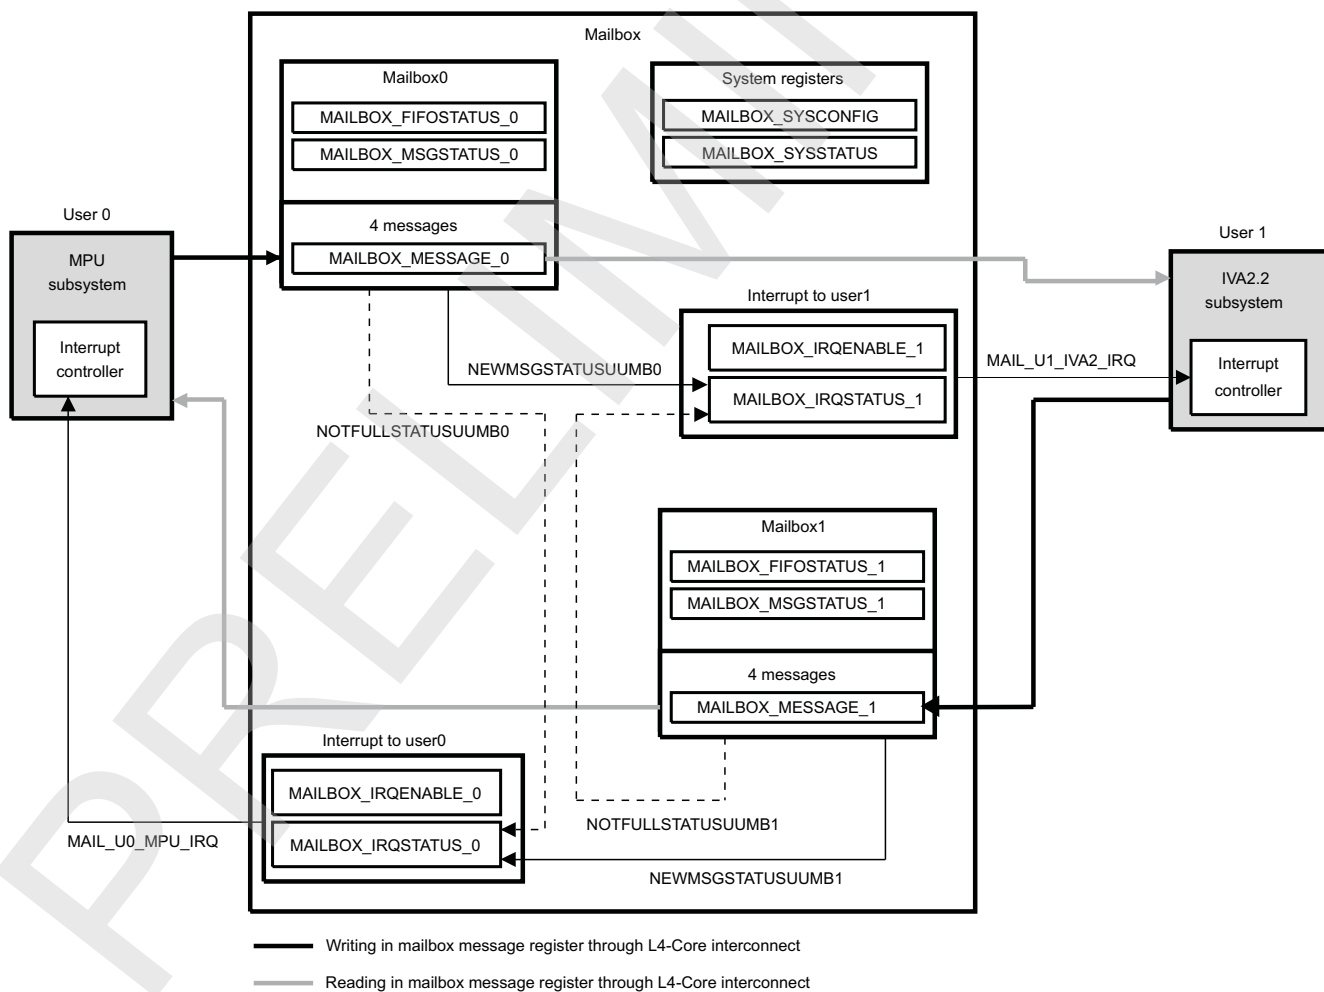 Mailbox
Mailbox0
MAILBOX_FIFOSTATUS_0
MAILBOX_MSGSTATUS_0
4 messages
MAILBOX_MESSAGE_0
System registers
MAILBOX_SYSCONFIG
MAILBOX_SYSSTATUS
User 0
MPU
subsystem
Interrupt
controller
User 1
IVA2.2
subsystem
Interrupt
controller
Interrupt to user1
MAILBOX_IRQENABLE_1
MAILBOX_IRQSTATUS_1
NEWMSGSTATUSUUMB0
MAIL_U1_IVA2_IRQ
NOTFULLSTATUSUUMB0
Mailbox1
MAILBOX_FIFOSTATUS_1
MAILBOX_MSGSTATUS_1
4 messages
MAILBOX_MESSAGE_1
Interrupt to user0
MAILBOX_IRQENABLE_0
MAILBOX_IRQSTATUS_0
MAIL_U0_MPU_IRQ
NOTFULLSTATUSUUMB1
NEWMSGSTATUSUUMB1
Writing in mailbox message register through L4-Core interconnect
Reading in mailbox message register through L4-Core interconnect
PRELIMI